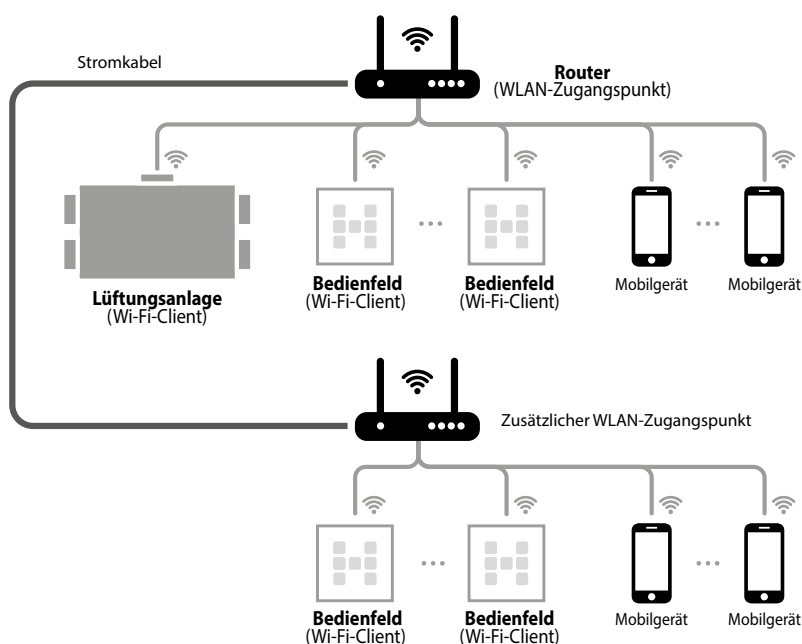 Stromkabel
Router
(WLAN-Zugangspunkt)
Lüftungsanlage
(Wi-Fi-Client)
Bedienfeld
(Wi-Fi-Client)
Bedienfeld
(Wi-Fi-Client)
Mobilgerät
Mobilgerät
Zusätzlicher WLAN-Zugangspunkt
Bedienfeld
(Wi-Fi-Client)
Bedienfeld
(Wi-Fi-Client)
Mobilgerät
Mobilgerät